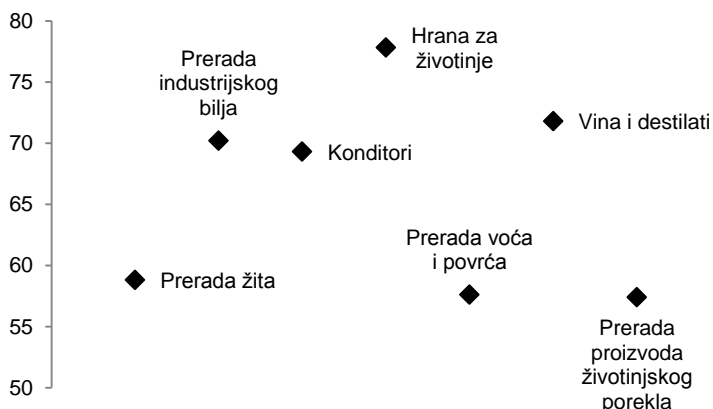 80
75
70
65
60
55
50
Prerada
industrijskog
bilja
Hrana za
životinje
Konditori
Vina i destilati
Prerada žita
Prerada voća
i povrća
Prerada
proizvoda
životinjskog
porekla